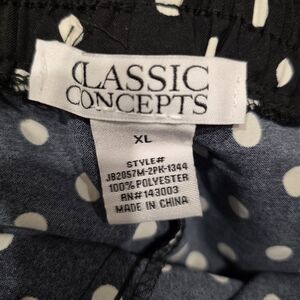 CLASSIC
CONCEPTS
XL
STYLE#
JB2057M-2PK-1344
100% POLYESTER
RN#143003
MADE IN CHINA